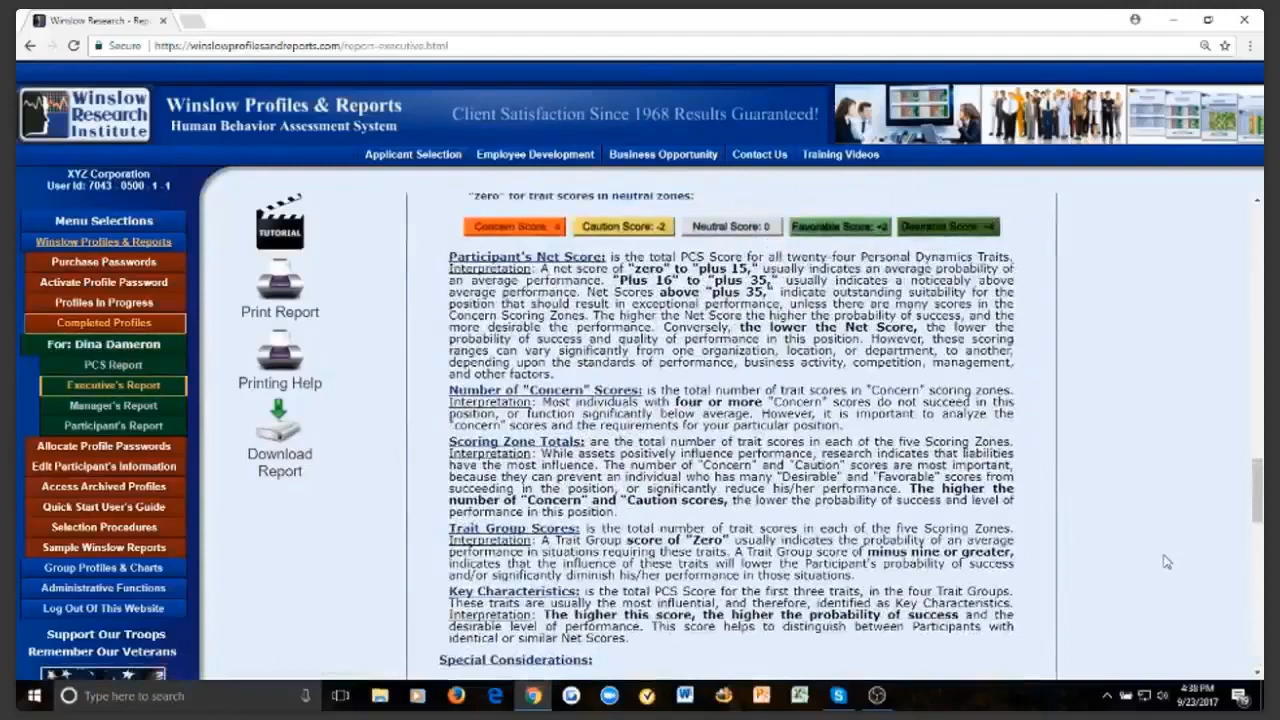 Winslow Research - Rep
Secure
https://winslowprofilesandreports.com/report-executive.html
Winslow
Research
Institute
Winslow Profiles & Reports
Human Behavior Assessment System
Client Satisfaction Since 1968 Results Guaranteed!
Applicant Selection
Employee Development
Business Opportunity
Contact Us
Training Videos
XYZ Corporation
User Id: 7043 - 0500 - 1 - 1
Menu Selections
Winslow Profiles & Reports
Purchase Passwords
Activate Profile Password
Profiles In Progress
Completed Profiles
For: Dina Dameron
PCS Report
Executive's Report
Manager's Report
Participant's Report
Allocate Profile Passwords
Edit Participant's Information
Access Archived Profiles
Quick Start User's Guide
Selection Procedures
Sample Winslow Reports
Group Profiles & Charts
Administrative Functions
Log Out Of This Website
Support Our Troops
Remember Our Veterans
TUTORIAL
Print Report
Printing Help
Download
Report
"zero" for trait scores in neutral zones:
Concern Score: -4
Caution Score: -2
Neutral Score: 0
Favorable Score: +2
Desirable Score: +4
Participant's Net Score: is the total PCS Score for all twenty-four Personal Dynamics Traits.
Interpretation: A net score of "zero" to "plus 15," usually indicates an average probability of
an average performance. "Plus 16" to "plus 35," usually indicates a noticeably above
average performance. Net Scores above "plus 35," indicate outstanding suitability for the
position that should result in exceptional performance, unless there are many scores in the
Concern Scoring Zones. The higher the Net Score the higher the probability of success, and the
more desirable the performance. Conversely, the lower the Net Score, the lower the
probability of success and quality of performance in this position. However, these scoring
ranges can vary significantly from one organization, location, or department, to another,
depending upon the standards of performance, business activity, competition, management,
and other factors.
Number of "Concern" Scores: is the total number of trait scores in "Concern" scoring zones.
Interpretation: Most individuals with four or more "Concern" scores do not succeed in this
position, or function significantly below average. However, it is important to analyze the
"concern" scores and the requirements for your particular position.
Scoring Zone Totals: are the total number of trait scores in each of the five Scoring Zones.
Interpretation: While assets positively influence performance, research indicates that liabilities
have the most influence. The number of "Concern" and "Caution" scores are most important,
because they can prevent an individual who has many "Desirable" and "Favorable" scores from
succeeding in the position, or significantly reduce his/her performance. The higher the
number of "Concern" and "Caution scores, the lower the probability of success and level of
performance in this position.
Trait Group Scores: is the total number of trait scores in each of the five Scoring Zones.
Interpretation: A Trait Group score of "Zero" usually indicates the probability of an average
performance in situations requiring these traits. A Trait Group score of minus nine or greater,
indicates that the influence of these traits will lower the Participant's probability of success
and/or significantly diminish his/her performance in those situations.
Key Characteristics: is the total PCS Score for the first three traits, in the four Trait Groups.
These traits are usually the most influential, and therefore, identified as Key Characteristics.
Interpretation: The higher this score, the higher the probability of success and the
desirable level of performance. This score helps to distinguish between Participants with
identical or similar Net Scores.
Special Considerations:
Type here to search
4:38 PM
9/23/2017